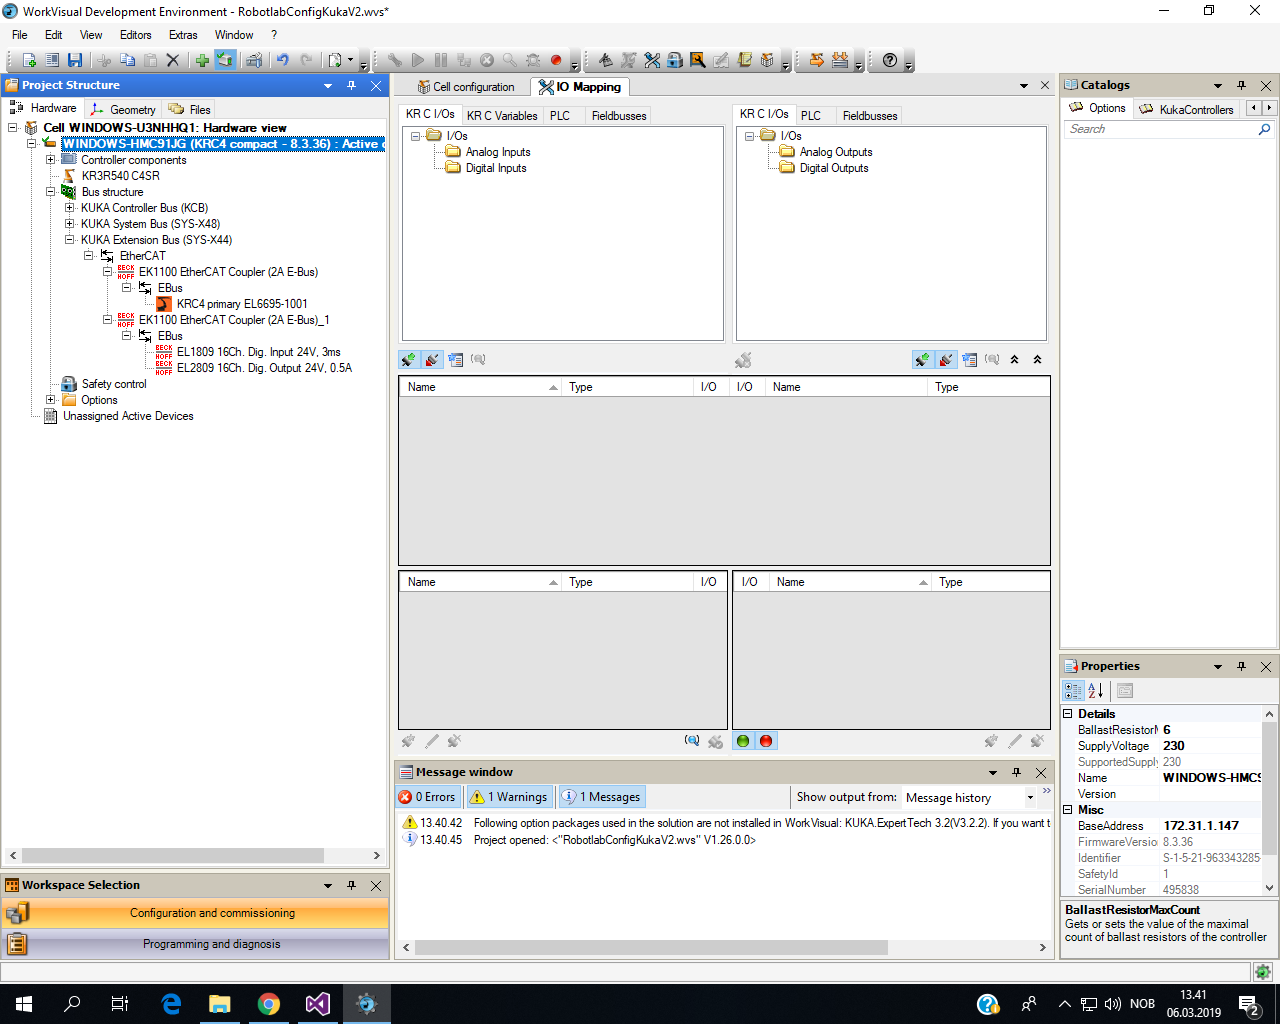 WorkVisual Development Environment - RobotlabConfigKukaV2.wvs*
File Edit View Editors Extras Window ?
Project Structure
Hardware Geometry Files
Cell WINDOWS-U3NHHQ1: Hardware view
WINDOWS-HMC91JG (KRC4 compact - 8.3.36) : Active
Controller components
KR3R540 C4SR
Bus structure
KUKA Controller Bus (KCB)
KUKA System Bus (SYS-X48)
KUKA Extension Bus (SYS-X44)
EtherCAT
BECK HOFF EK1100 EtherCAT Coupler (2A E-Bus)
EBus
KRC4 primary EL6695-1001
BECK HOFF EK1100 EtherCAT Coupler (2A E-Bus)_1
EBus
BECK HOFF EL1809 16Ch. Dig. Input 24V, 3ms
BECK HOFF EL2809 16Ch. Dig. Output 24V, 0.5A
Safety control
Options
Unassigned Active Devices
Workspace Selection
Configuration and commissioning
Programming and diagnosis
Cell configuration IO Mapping
KR C I/Os KR C Variables PLC Fieldbusses
I/Os
Analog Inputs
Digital Inputs
KR C I/Os PLC Fieldbusses
I/Os
Analog Outputs
Digital Outputs
Name Type I/O I/O Name Type
Name Type I/O
I/O Name Type
Message window
0 Errors 1 Warnings 1 Messages Show output from: Message history
13.40.42 Following option packages used in the solution are not installed in WorkVisual: KUKA.ExpertTech 3.2(V3.2.2). If you want t
13.40.45 Project opened: <"RobotlabConfigKukaV2.wvs" V1.26.0.0>
Catalogs
Options KukaControllers
Search
Properties
Details
BallastResistorM 6
SupplyVoltage 230
SupportedSupply 230
Name WINDOWS-HMC9
Version
Misc
BaseAddress 172.31.1.147
FirmwareVersio 8.3.36
Identifier S-1-5-21-963343285
SafetyId 1
SerialNumber 495838
BallastResistorMaxCount
Gets or sets the value of the maximal
count of ballast resistors of the controller
NOB
13.41
06.03.2019
2